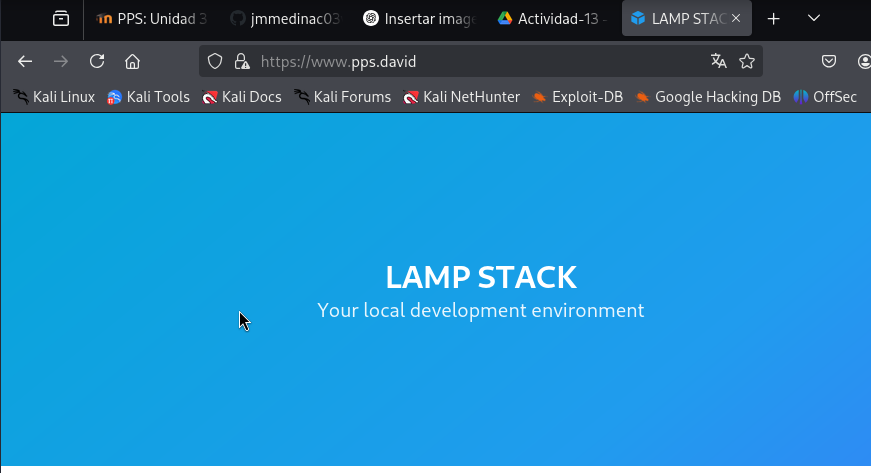 PPS: Unidad 3
jmmedinac03
Insertar image
Actividad-13 -
LAMP STAC
https://www.pps.david
Kali Linux Kali Tools Kali Docs Kali Forums Kali NetHunter Exploit-DB Google Hacking DB OffSec
LAMP STACK
Your local development environment